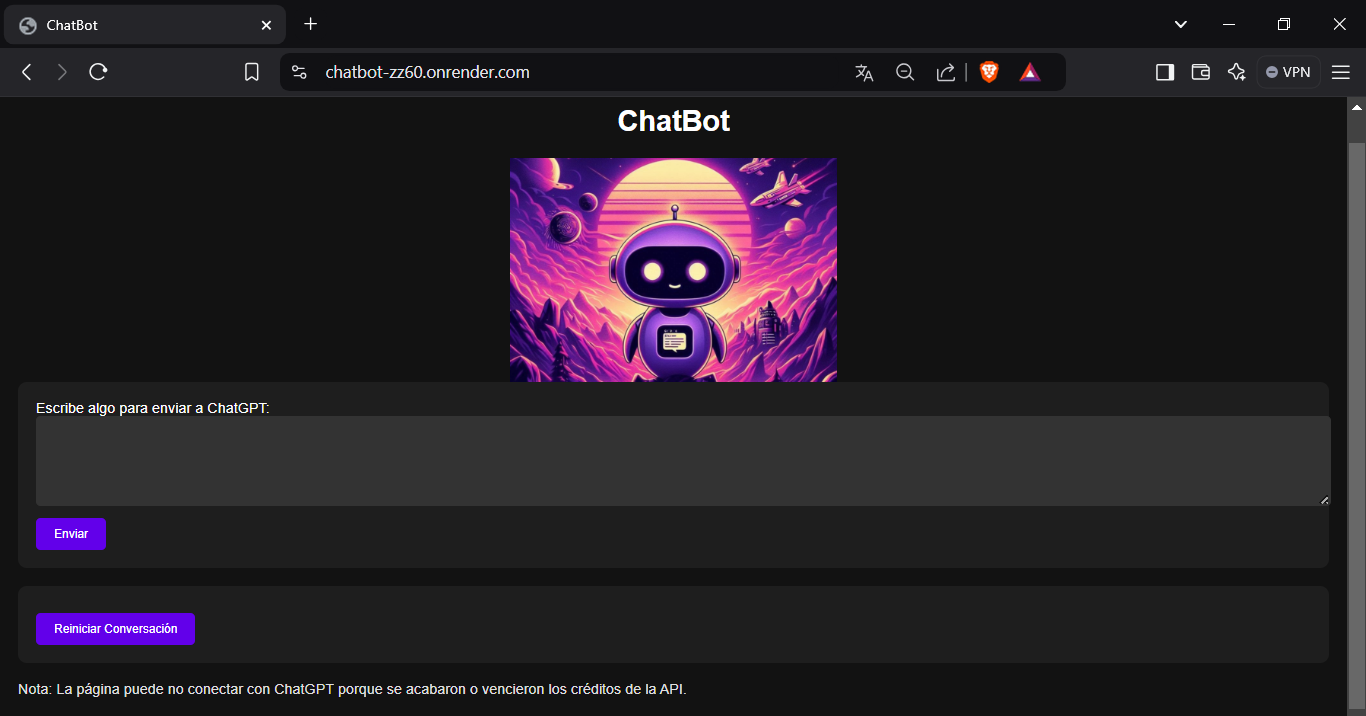 ChatBot
chatbot-zz60.onrender.com
VPN
ChatBot
Escribe algo para enviar a ChatGPT:
Enviar
Reiniciar Conversación
Nota: La página puede no conectar con ChatGPT porque se acabaron o vencieron los créditos de la API.